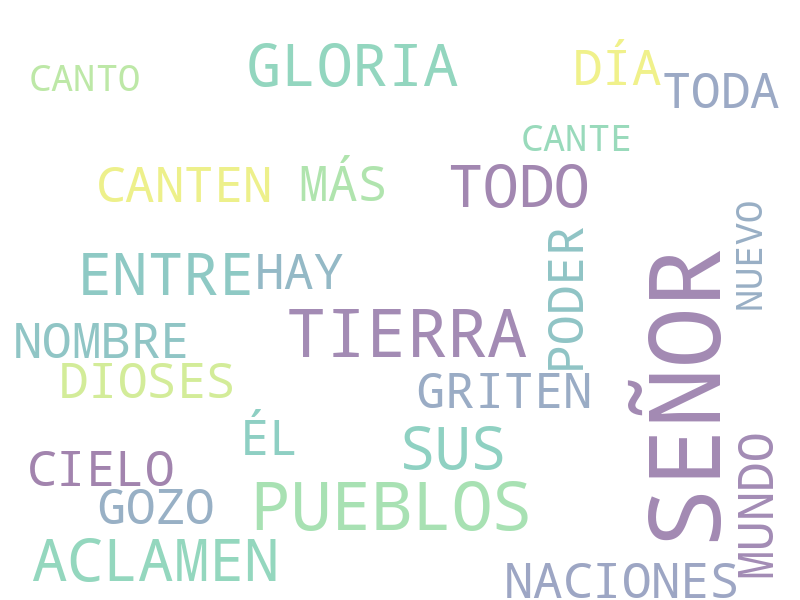 GLORIA
DÍA
CANTO
TODA
CANTE
CANTEN
MÁS
TODO
NUEVO
ENTRE
HAY
PODER
SEÑOR
TIERRA
NOMBRE
DIOSES
GRITEN
ÉL
SUS
CIELO
GOZO
PUEBLOS
MUNDO
ACLAMEN
NACIONES